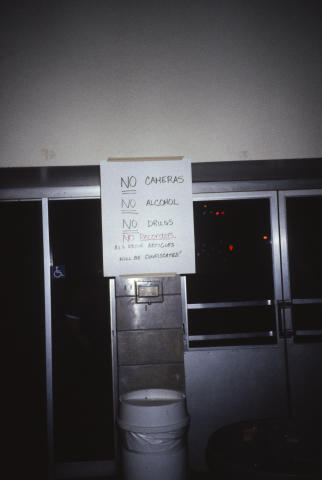 NO CAMERAS
NO ALCOHOL
NO DRUGS
NO Recorders
ALL ABOVE ARTICLES
WILL BE CONFISCATED!